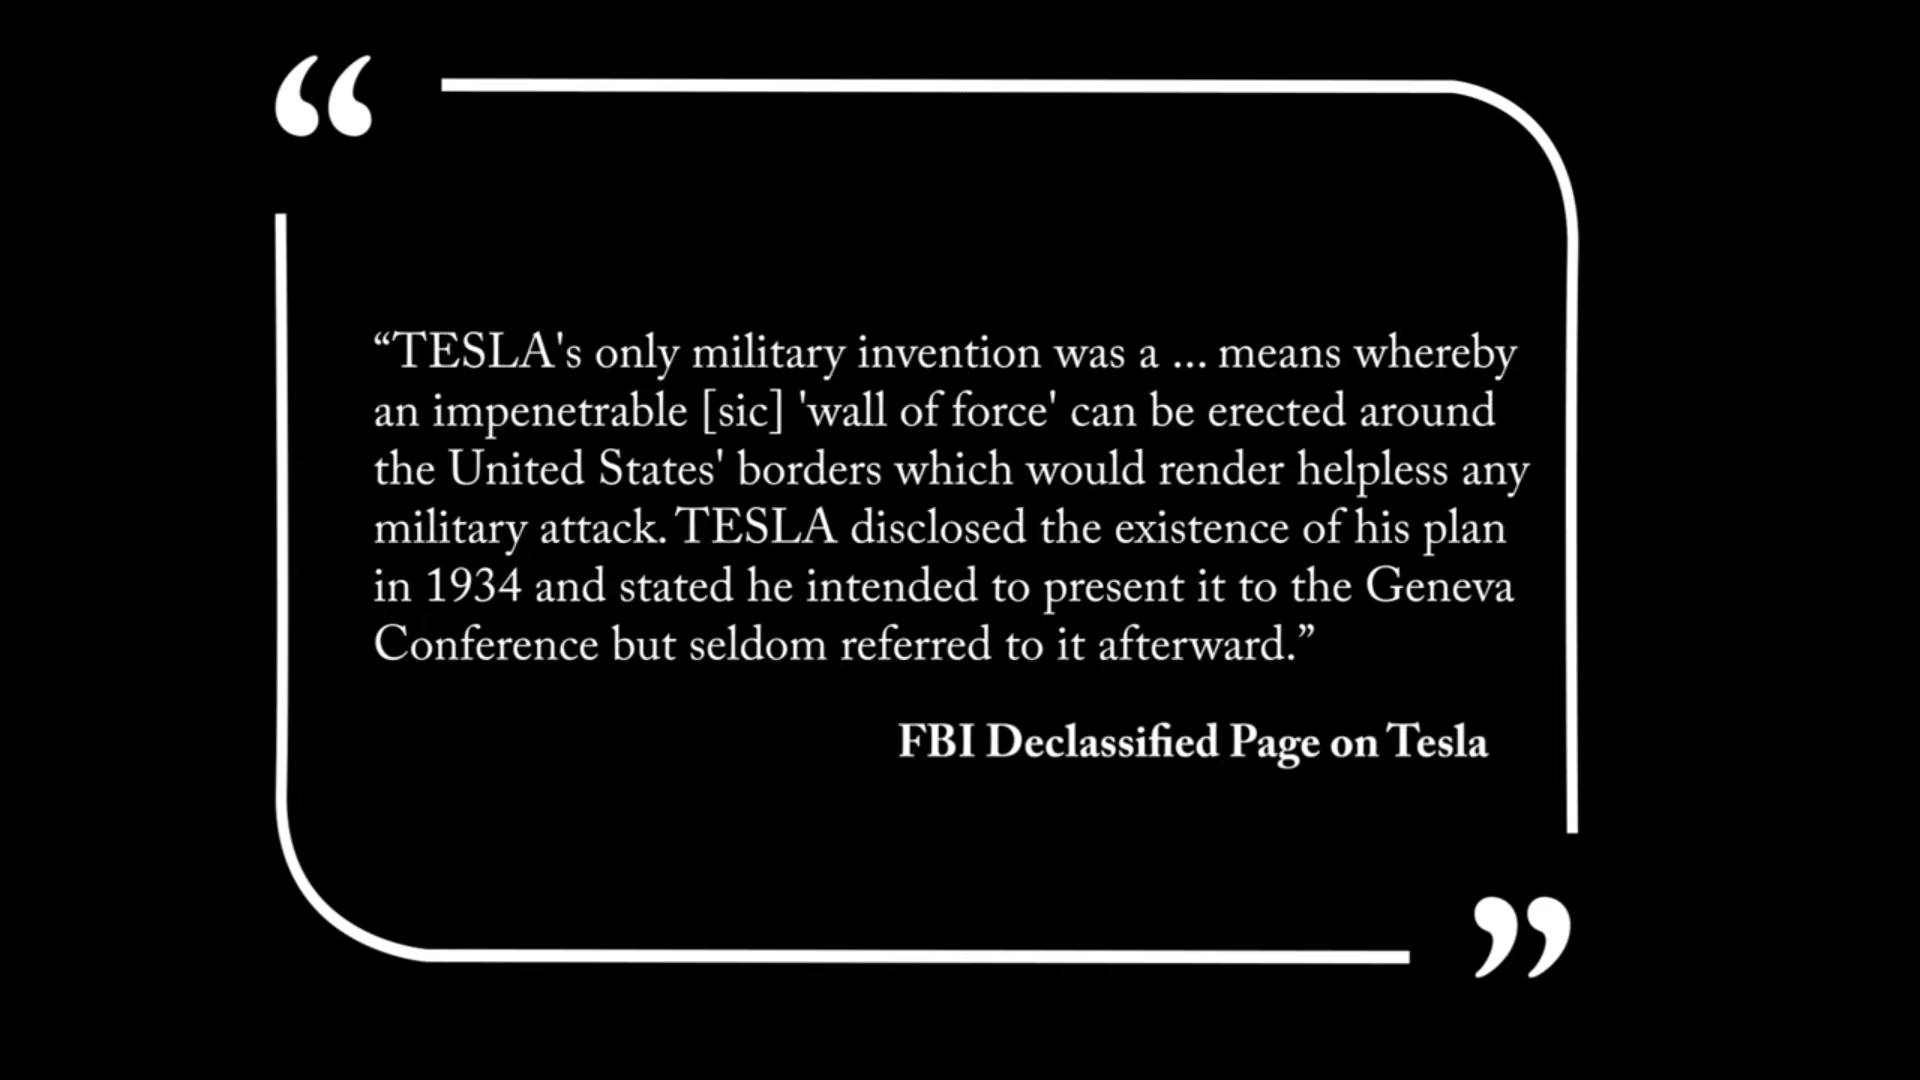 “TESLA's only military invention was a ... means whereby
an impenetrable [sic] 'wall of force' can be erected around
the United States' borders which would render helpless any
military attack. TESLA disclosed the existence of his plan
in 1934 and stated he intended to present it to the Geneva
Conference but seldom referred to it afterward.”
FBI Declassified Page on Tesla